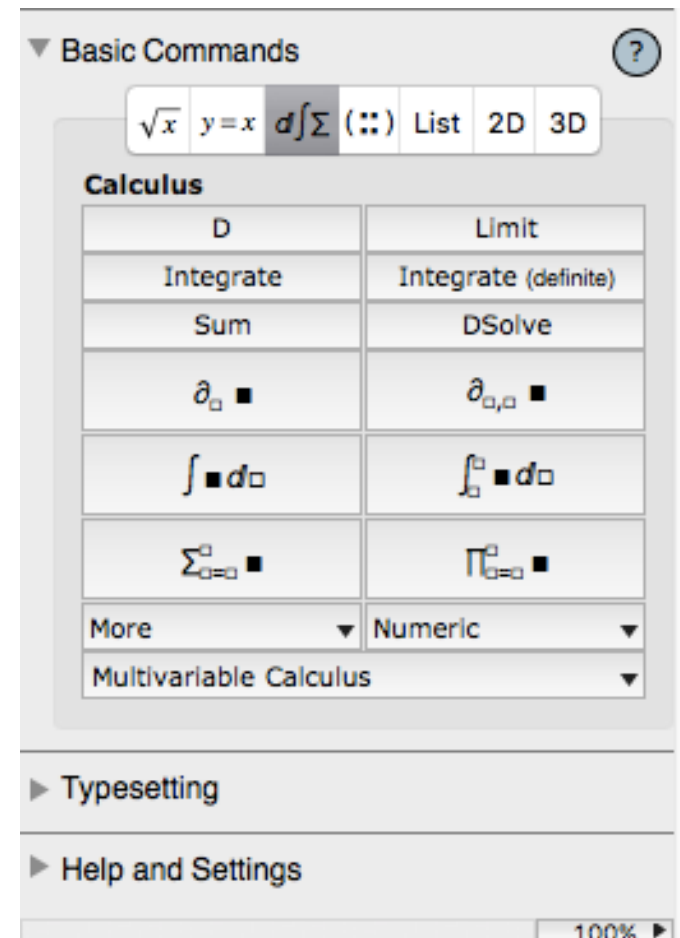 Basic Commands ?
√x y=x d∫Σ (::) List 2D 3D
Calculus
D Limit
Integrate Integrate (definite)
Sum DSolve
∂□ ■ ∂□,□ ■
∫■d□ ∫□□■d□
Σ□□=□ ■ Π□□=□ ■
More Numeric
Multivariable Calculus
Typesetting
Help and Settings
100%